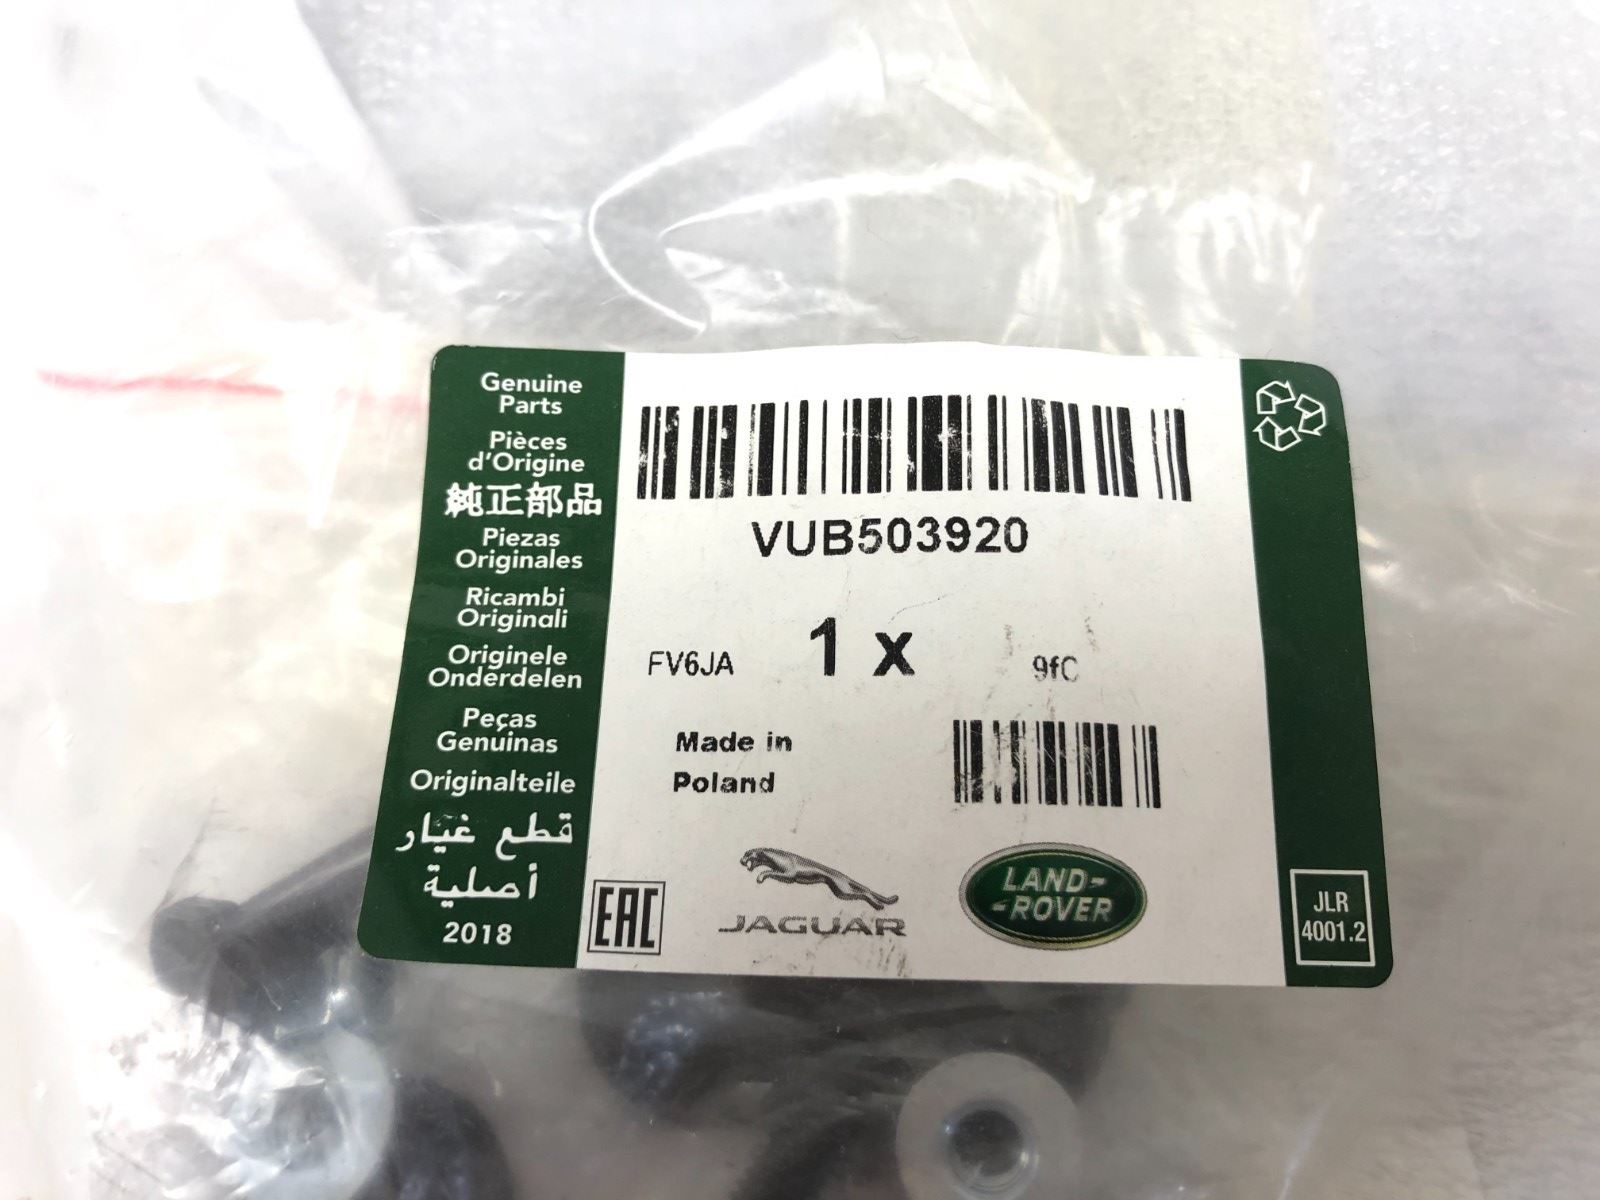 Genuine
Parts
Pièces
d'Origine
純正部品
Piezas
Originales
Ricambi
Originali
Originele
Onderdelen
Peças
Genuinas
Originalteile
قطع غيار
أصلية
2018
VUB503920
FV6JA
1 x
9fC
Made in
Poland
EAC
JAGUAR
LAND-
-ROVER
JLR
4001.2